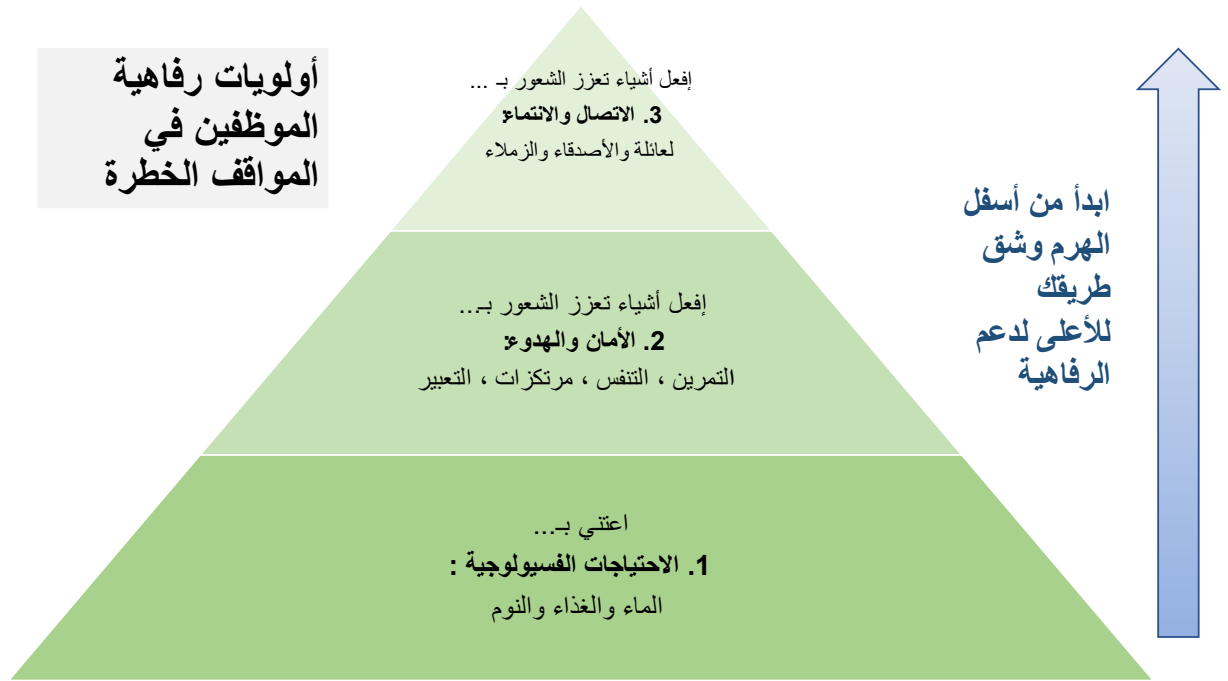 أولويات رفاهية
الموظفين في
المواقف الخطرة
إفعل أشياء تعزز الشعور بـ ...
3. الاتصال والانتماء:
لعائلة والأصدقاء والزملاء
إفعل أشياء تعزز الشعور بـ...
2. الأمان والهدوء:
التمرين ، التنفس ، مرتكزات ، التعبير
اعتني بـ...
1. الاحتياجات الفسيولوجية :
الماء والغذاء والنوم
ابدأ من أسفل
الهرم وشق
طريقك
للأعلى لدعم
الرفاهية